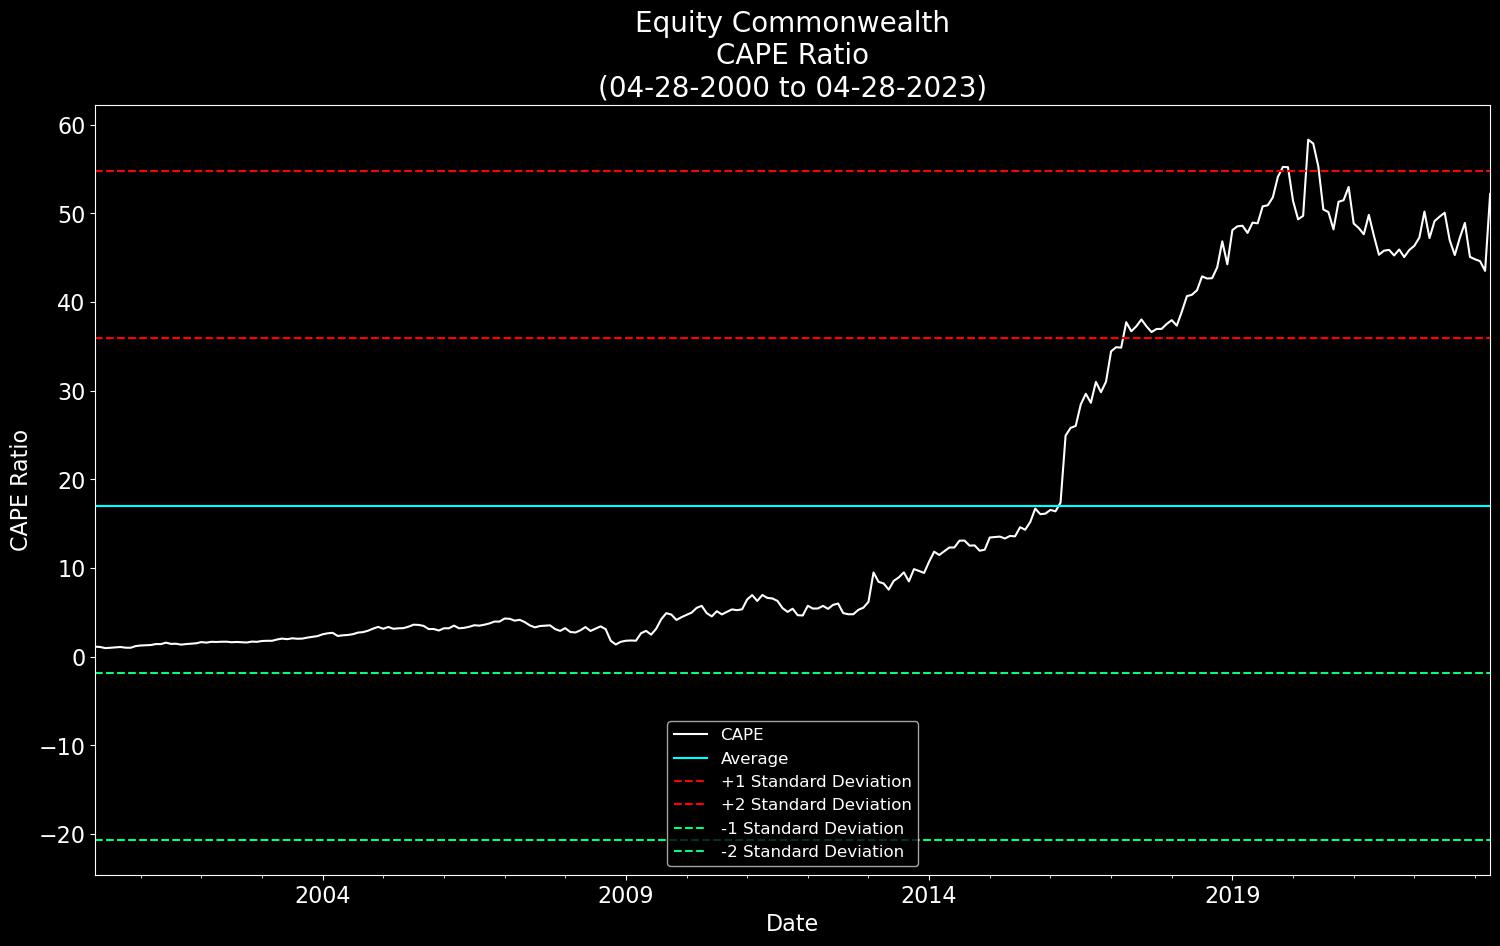 Equity Commonwealth
CAPE Ratio
(04-28-2000 to 04-28-2023)
60
50
40
30
20
10
0
−10
−20
CAPE Ratio
CAPE
Average
+1 Standard Deviation
+2 Standard Deviation
-1 Standard Deviation
-2 Standard Deviation
2004
2009
2014
2019
Date